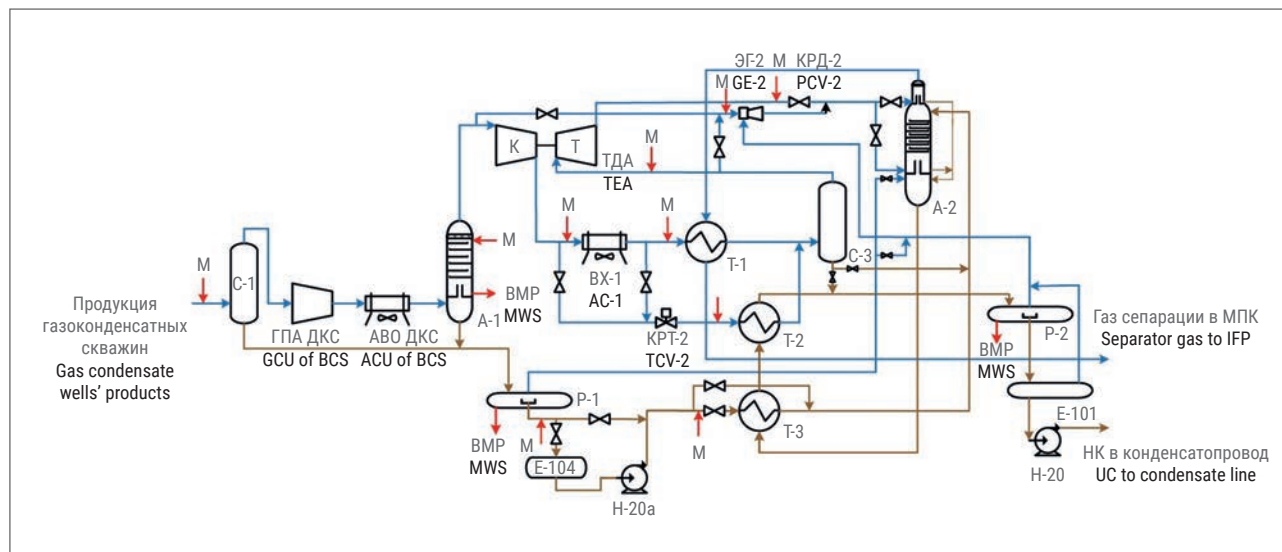 ЭГ-2
М
КРД-2
М
GE-2
PCV-2
К
Т
М
ТДА
TEA
А-2
М
С-1
М
М
М
Т-1
С-3
Продукция
газоконденсатных
скважин
Gas condensate
wells’ products
ГПА ДКС
GCU of BCS
АВО ДКС
ACU of BCS
А-1
ВМР
MWS
ВХ-1
AC-1
КРТ-2
TCV-2
Т-2
Р-2
ВМР
MWS
Газ сепарации в МПК
Separator gas to IFP
Р-1
ВМР
MWS
М
Е-104
Н-20а
М
Т-3
Е-101
Н-20
НК в конденсатопровод
UC to condensate line